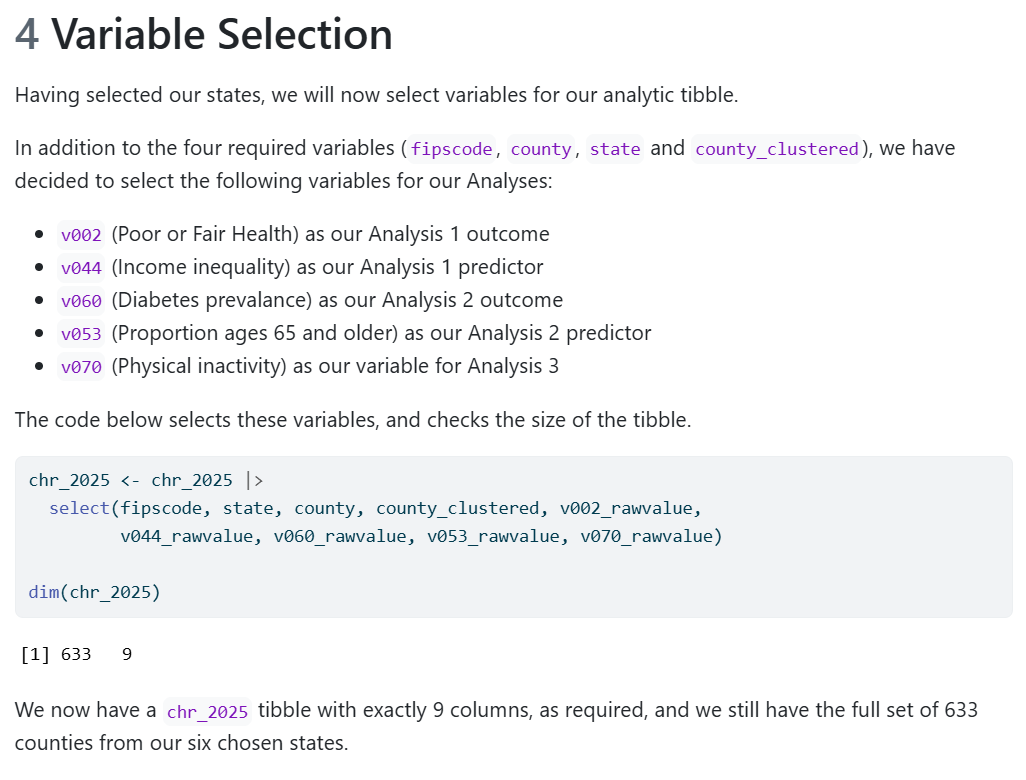 4 Variable Selection
Having selected our states, we will now select variables for our analytic tibble.
In addition to the four required variables (fipscode, county, state and county_clustered), we have
decided to select the following variables for our Analyses:
• v002 (Poor or Fair Health) as our Analysis 1 outcome
• v044 (Income inequality) as our Analysis 1 predictor
• v060 (Diabetes prevalance) as our Analysis 2 outcome
• v053 (Proportion ages 65 and older) as our Analysis 2 predictor
• v070 (Physical inactivity) as our variable for Analysis 3
The code below selects these variables, and checks the size of the tibble.
chr_2025 <- chr_2025 |>
  select(fipscode, state, county, county_clustered, v002_rawvalue,
         v044_rawvalue, v060_rawvalue, v053_rawvalue, v070_rawvalue)
dim(chr_2025)
[1] 633   9
We now have a chr_2025 tibble with exactly 9 columns, as required, and we still have the full set of 633
counties from our six chosen states.